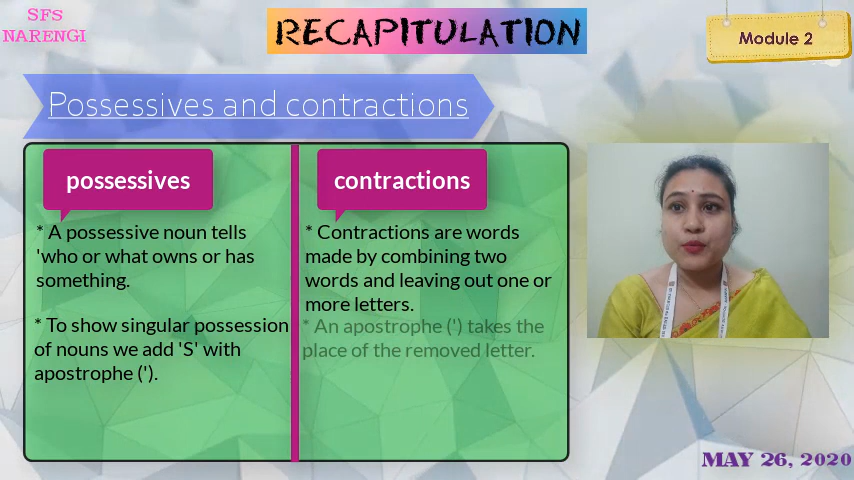 SFS
NARENGI
RECAPITULATION
Module 2
Possessives and contractions
possessives
* A possessive noun tells
'who or what owns or has
something.
* To show singular possession
of nouns we add 'S' with
apostrophe (').
contractions
* Contractions are words
made by combining two
words and leaving out one or
more letters.
* An apostrophe (') takes the
place of the removed letter.
MAY 26, 2020